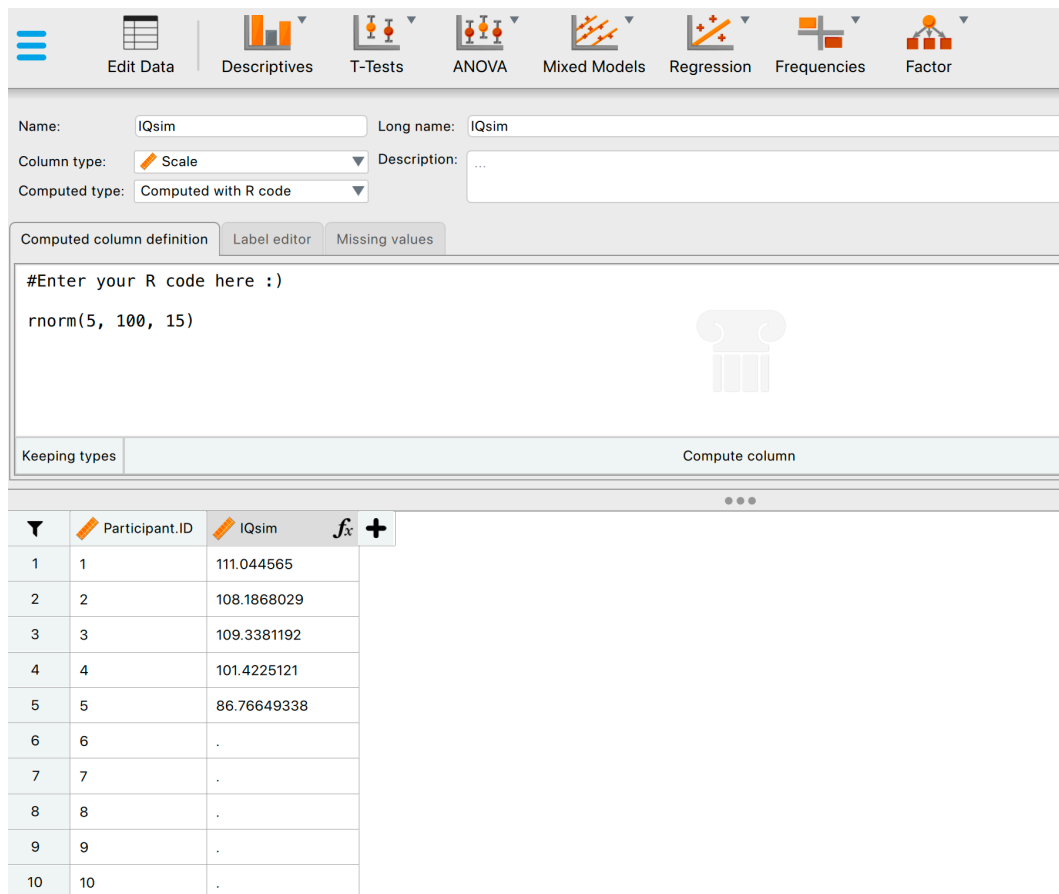 Edit Data Descriptives T-Tests ANOVA Mixed Models Regression Frequencies Factor
Name: IQsim Long name: IQsim
Column type: Scale Description: ...
Computed type: Computed with R code
Computed column definition Label editor Missing values
#Enter your R code here :)
rnorm(5, 100, 15)
Keeping types Compute column
Participant.ID IQsim fx
1 1 111.044565
2 2 108.1868029
3 3 109.3381192
4 4 101.4225121
5 5 86.76649338
6 6 .
7 7 .
8 8 .
9 9 .
10 10 .